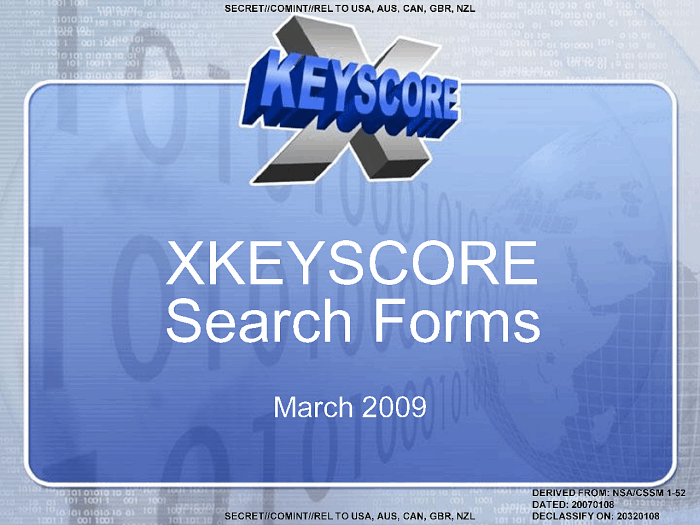 SECRET//COMINT//REL TO USA, AUS, CAN, GBR, NZL
X
KEYSCORE
XKEYSCORE
Search Forms
March 2009
DERIVED FROM: NSA/CSSM 1-52
DATED: 20070108
DECLASSIFY ON: 20320108
SECRET//COMINT//REL TO USA, AUS, CAN, GBR, NZL